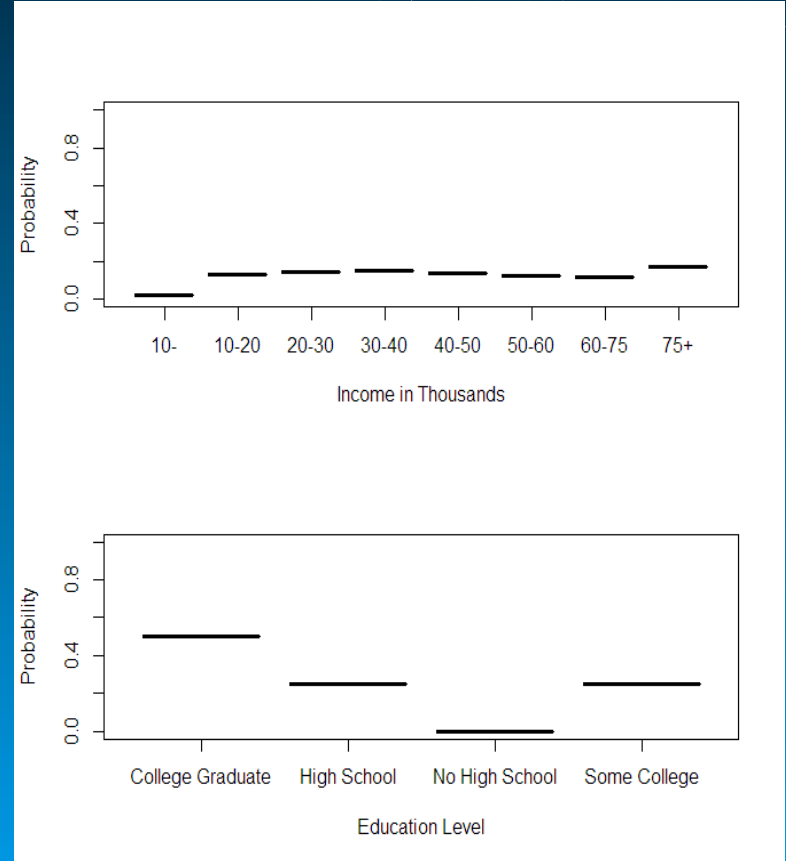 Probability
0.8
0.4
0.0
10- 10-20 20-30 30-40 40-50 50-60 60-75 75+
Income in Thousands
Probability
0.8
0.4
0.0
College Graduate High School No High School Some College
Education Level